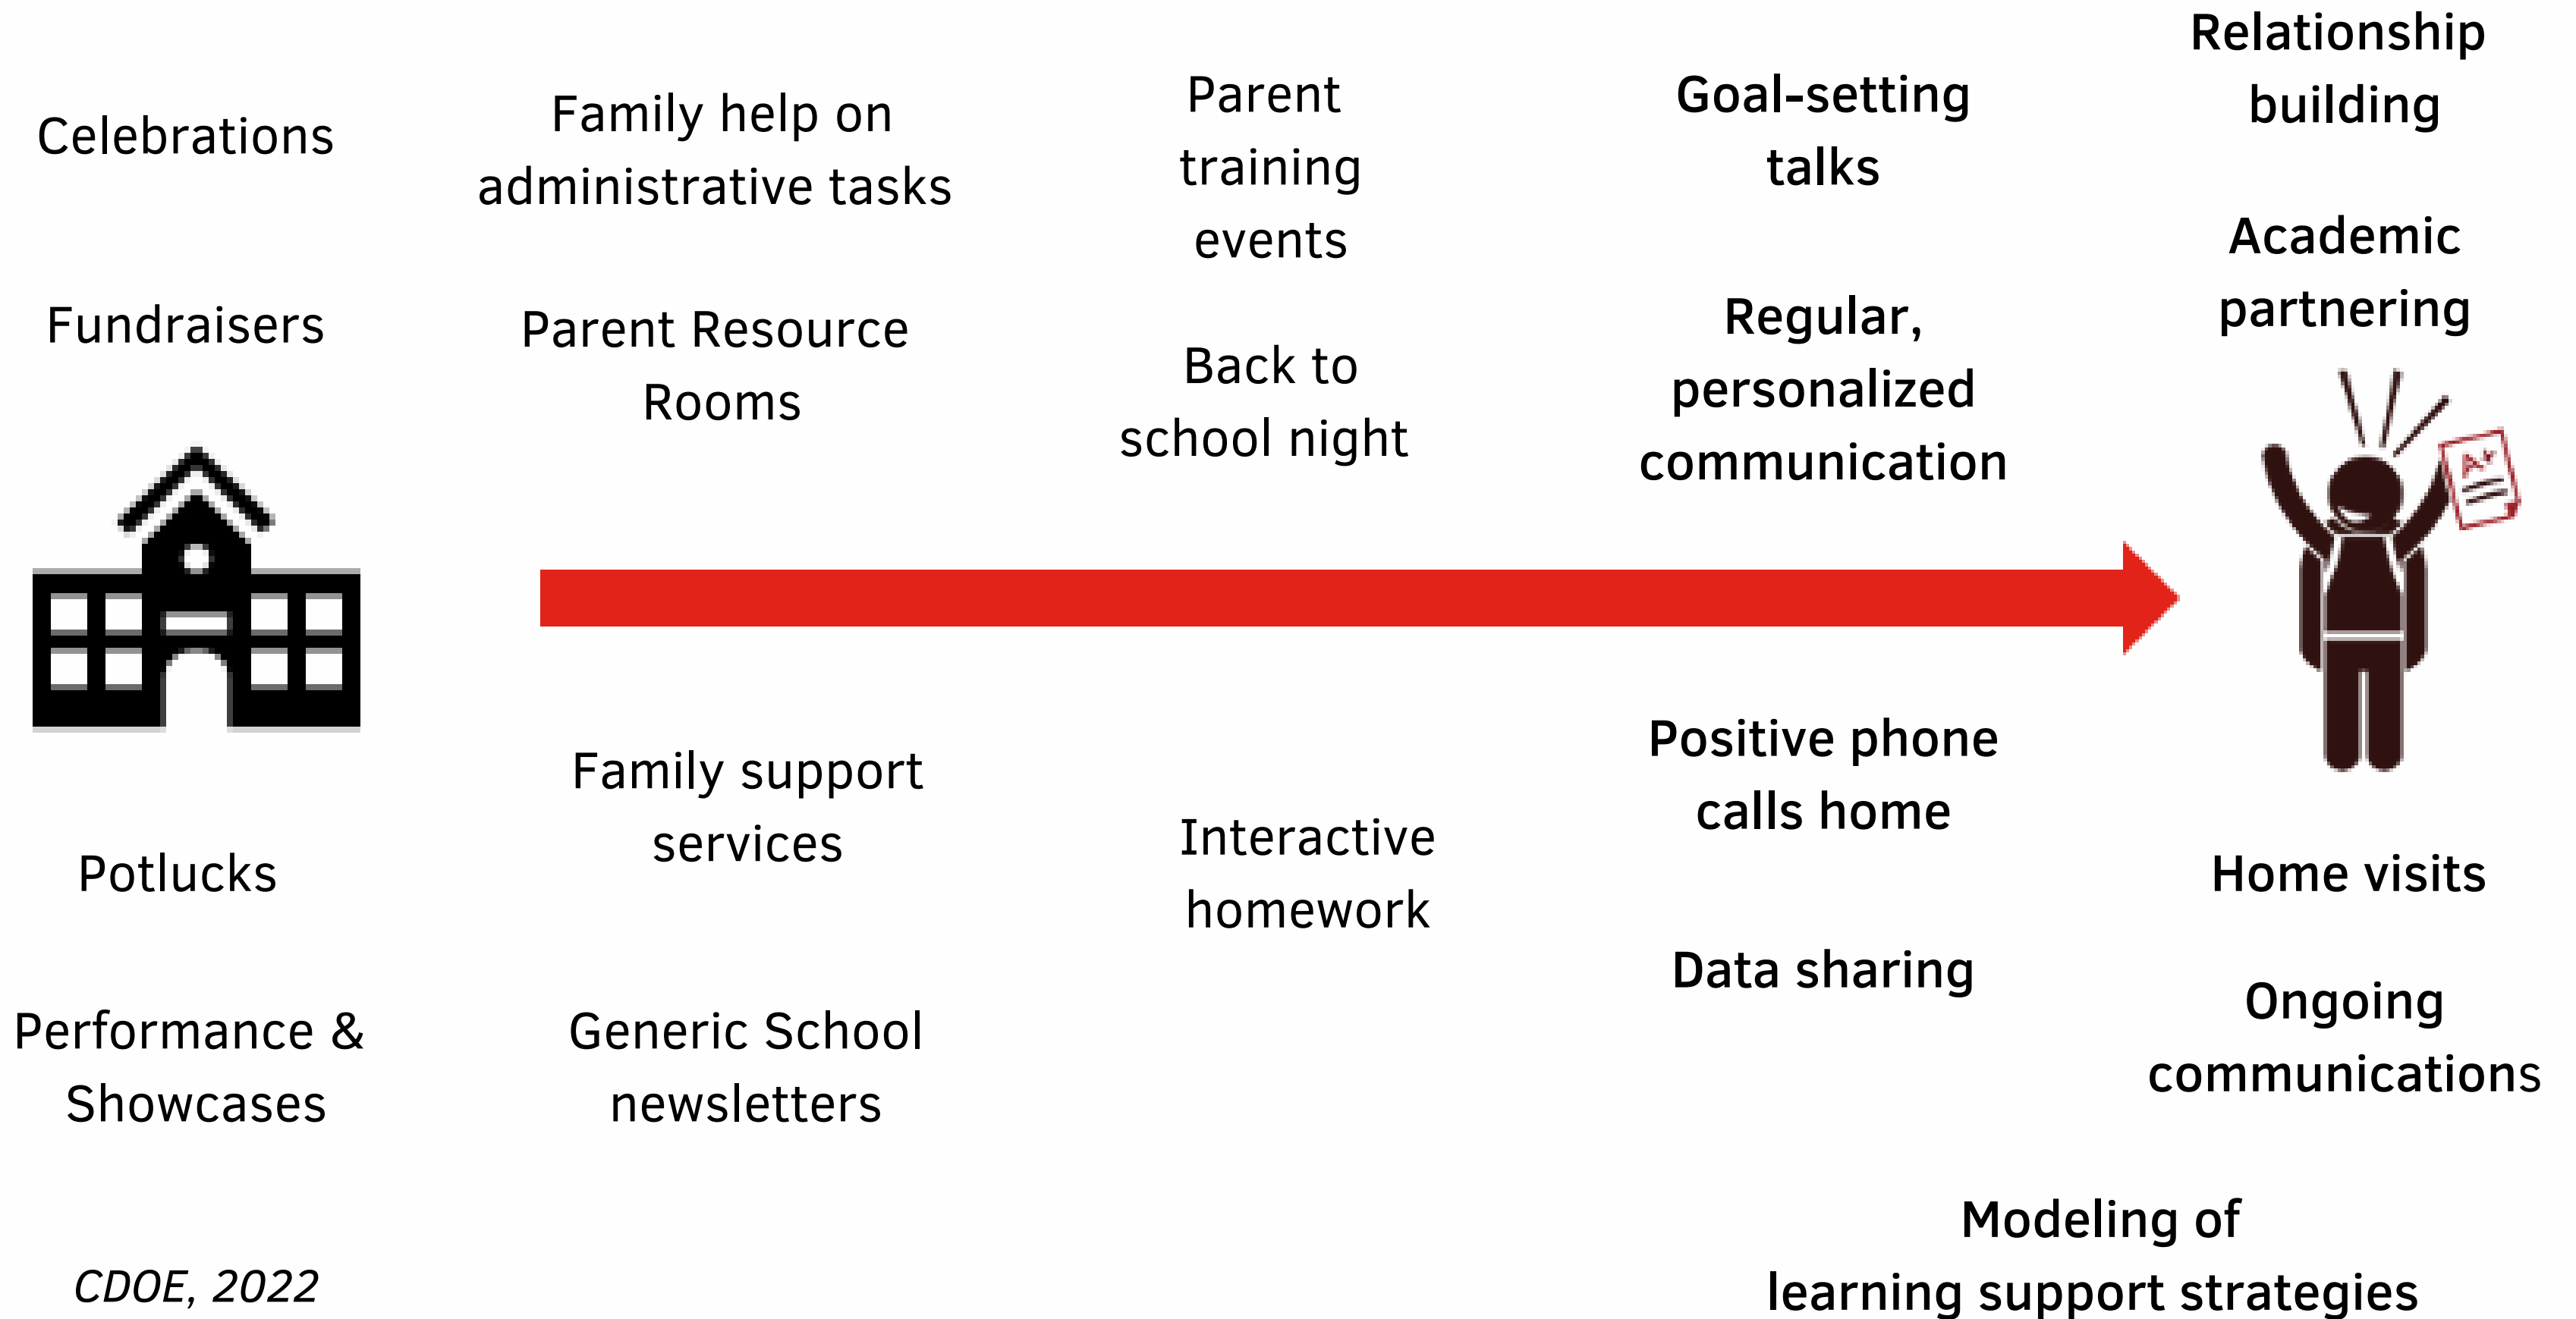 Celebrations
Fundraisers
Potlucks
Performance &
Showcases
CDOE, 2022
Family help on
administrative tasks
Parent Resource
Rooms
Family support
services
Generic School
newsletters
Parent
training
events
Back to
school night
Interactive
homework
Goal-setting
talks
Regular,
personalized
communication
Positive phone
calls home
Data sharing
Relationship
building
Academic
partnering
A+
Home visits
Ongoing
communications
Modeling of
learning support strategies